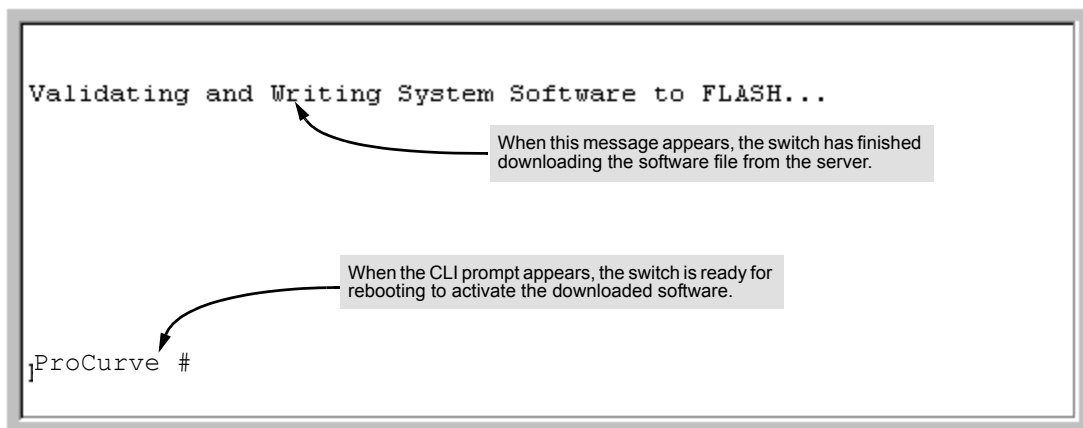 Validating and Writing System Software to FLASH...
When this message appears, the switch has finished
downloading the software file from the server.
When the CLI prompt appears, the switch is ready for
rebooting to activate the downloaded software.
]ProCurve #